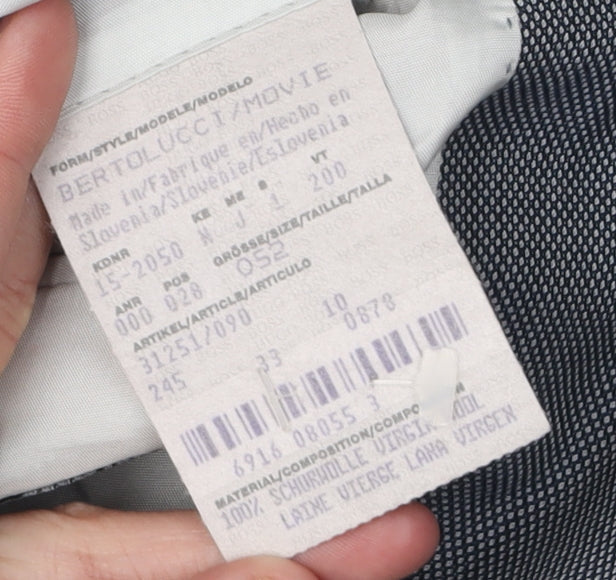 FORM/STYLE/MODELE/MODELO
BERTOLUCCI/MOVIE
Made in/Fabrique en/Hecho en
Slovenia/Slovénie/Eslovenia
KDNR KE ME VT
15-2050 N J 1 200
ANR POS GRÖSSE/SIZE/TAILLE/TALLA
000 028 052
ARTIKEL/ARTICLE/ARTICULO
31251/090 10
245 33 0878
6916 08055 3
MATERIAL/COMPOSITION/COMPO
100% SCHURWOLLE VIRGIN WOOL
LAINE VIERGE LANA VIRGEN